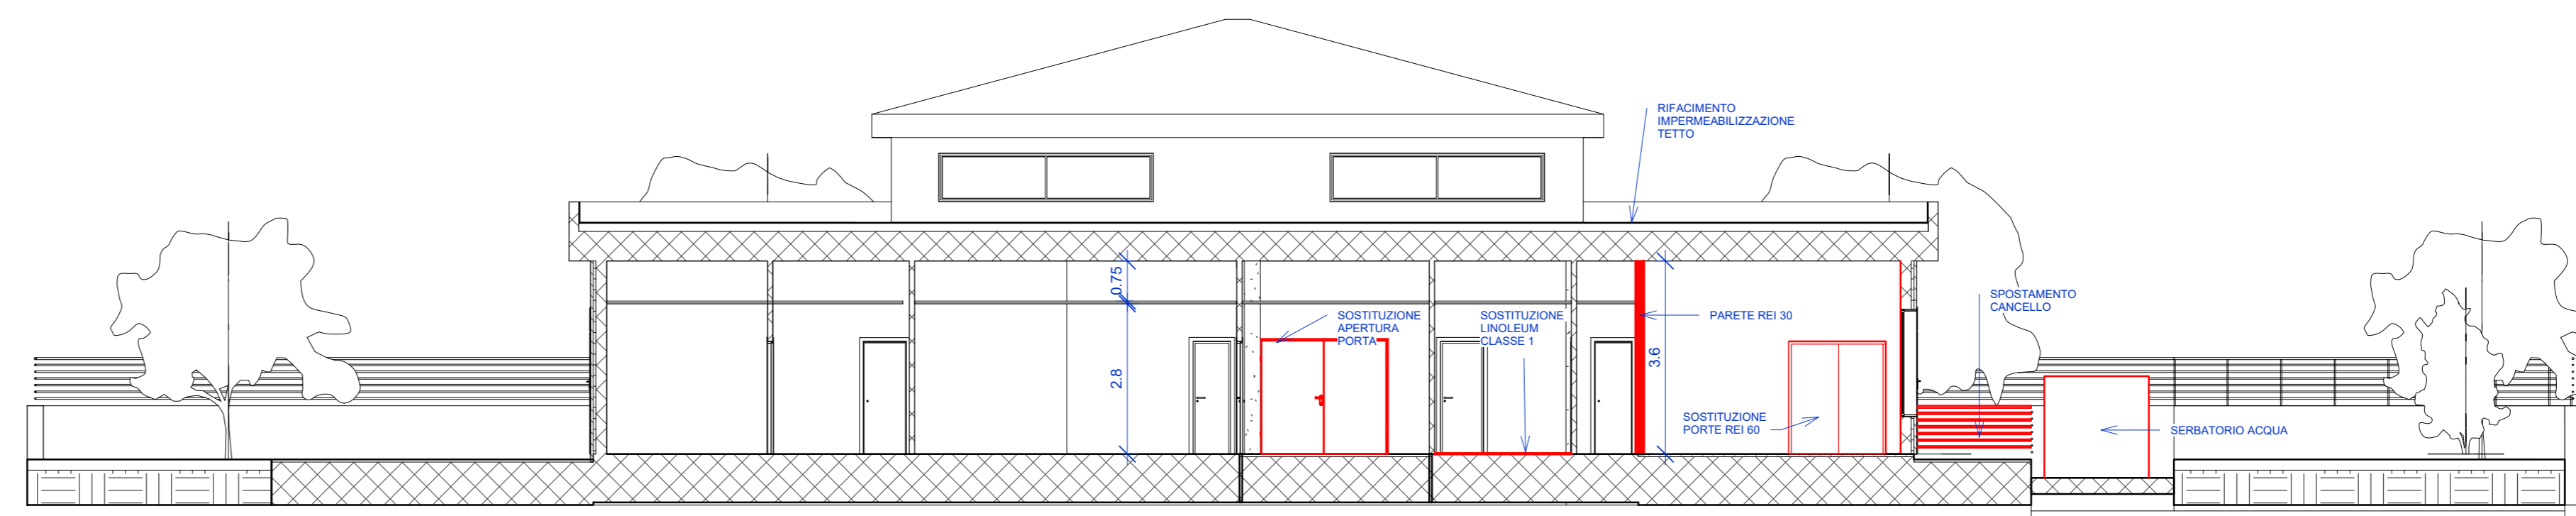 RIFACIMENTO
IMPERMEABILIZZAZIONE
TETTO
0.75
2.8
SOSTITUZIONE
APERTURA
PORTA
SOSTITUZIONE
LINOLEUM
CLASSE 1
PARETE REI 30
3.6
SOSTITUZIONE
PORTE REI 60
SPOSTAMENTO
CANCELLO
SERBATORIO ACQUA